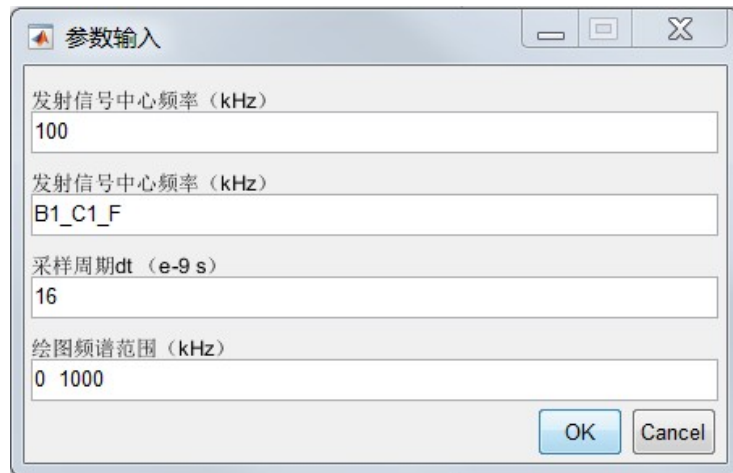 参数输入
发射信号中心频率（kHz）
100
发射信号中心频率（kHz）
B1_C1_F
采样周期dt （e-9 s）
16
绘图频谱范围（kHz）
0  1000
OK Cancel